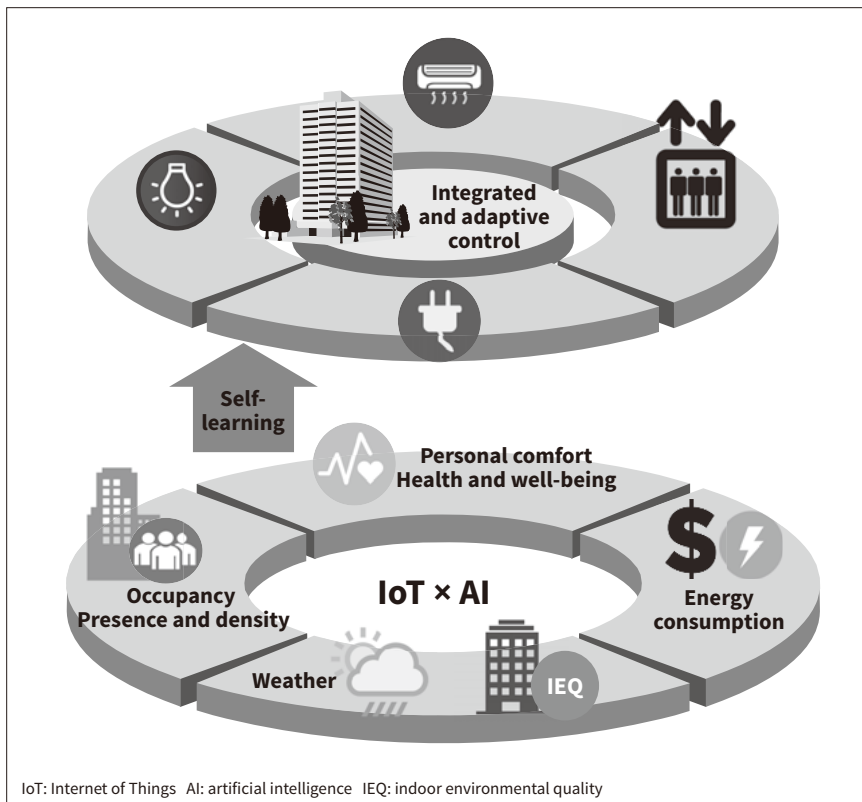 Integrated
and adaptive
control
Self-
learning
Personal comfort
Health and well-being
Occupancy
Presence and density
IoT × AI
$
Energy
consumption
Weather
IEQ
IoT: Internet of Things   AI: artificial intelligence   IEQ: indoor environmental quality